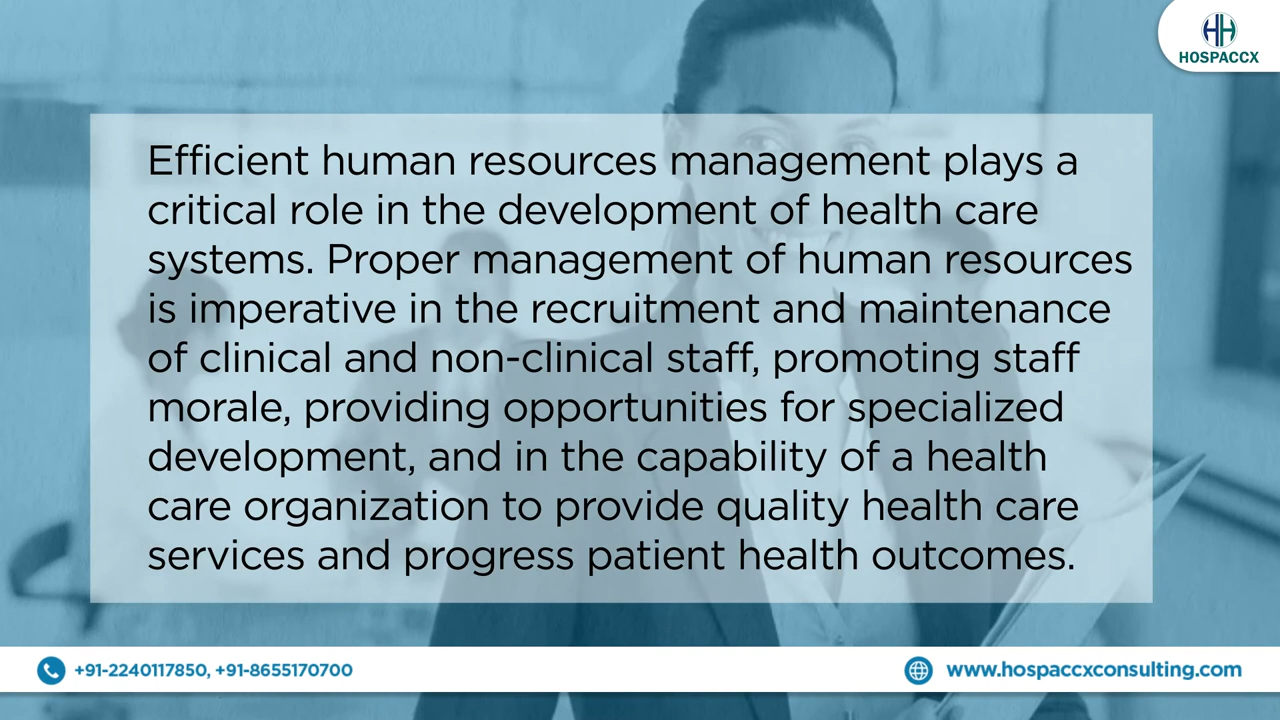 HOSPACCX
Efficient human resources management plays a
critical role in the development of health care
systems. Proper management of human resources
is imperative in the recruitment and maintenance
of clinical and non-clinical staff, promoting staff
morale, providing opportunities for specialized
development, and in the capability of a health
care organization to provide quality health care
services and progress patient health outcomes.
+91-2240117850, +91-8655170700
www.hospaccxconsulting.com